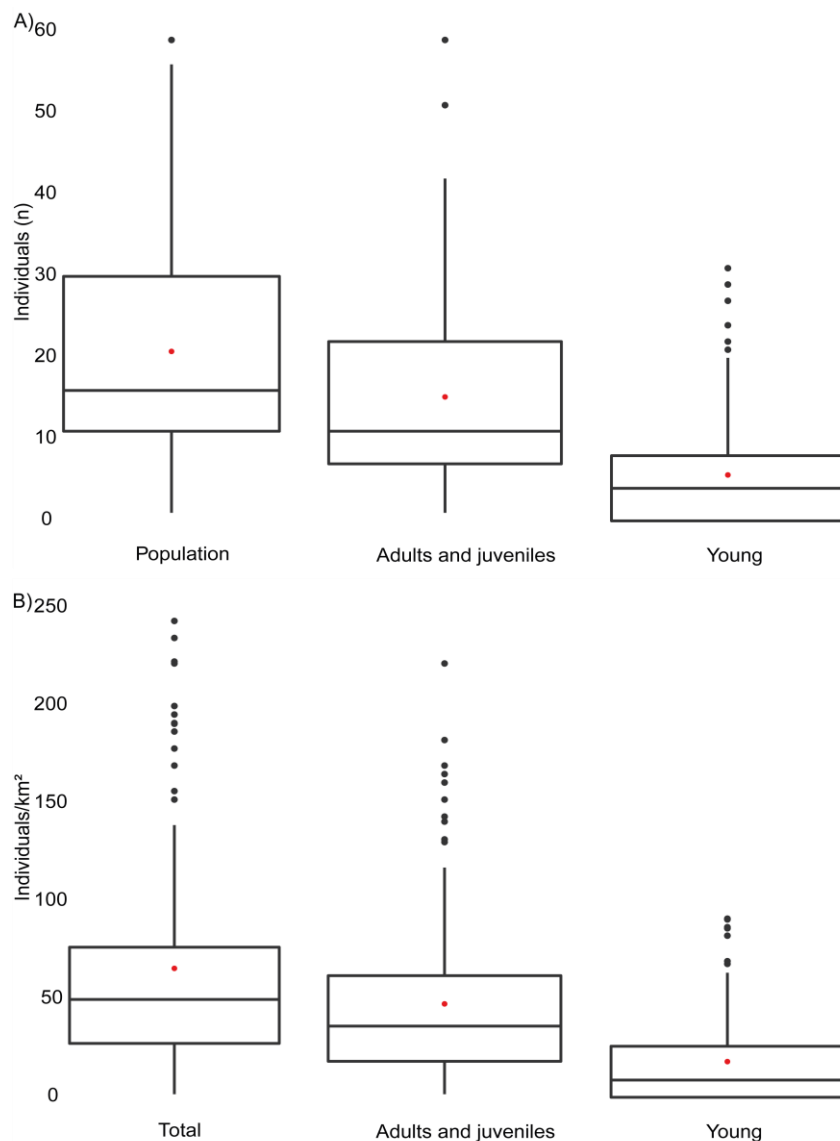 A)
60
50
40
30
20
10
0
Individuals (n)
Population Adults and juveniles Young
B)
250
200
150
100
50
0
Individuals/km²
Total Adults and juveniles Young